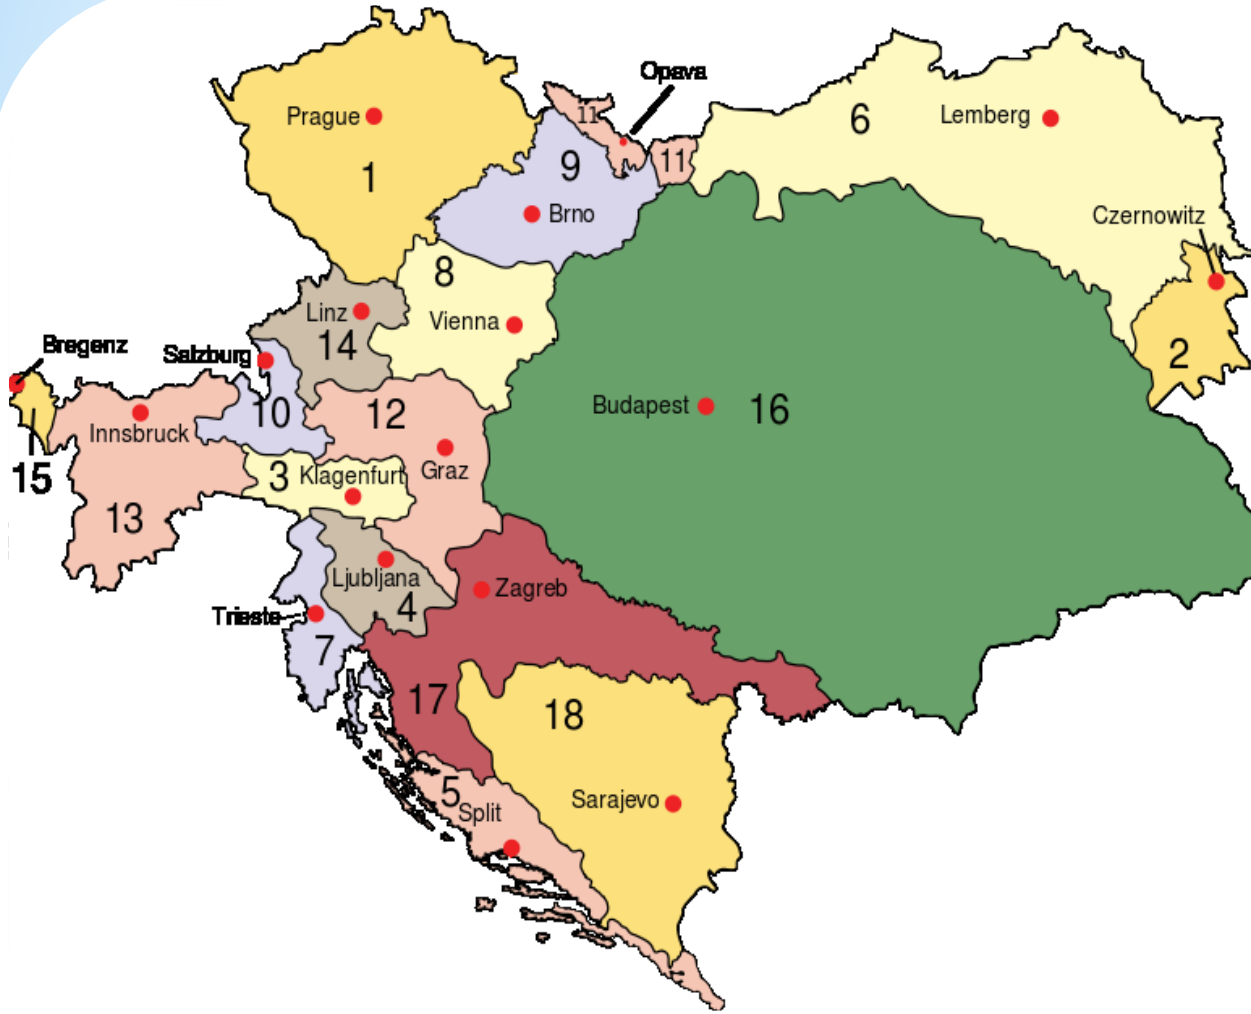 Opava
11
6
Lemberg
Prague
9
11
1
Brno
Czernowitz
8
Linz
Vienna
Bregenz
Salzburg
14
2
15
10
12
Budapest
16
Innsbruck
3
Klagenfurt
Graz
13
Ljubljana
Zagreb
4
Trieste
7
17
18
5
Split
Sarajevo